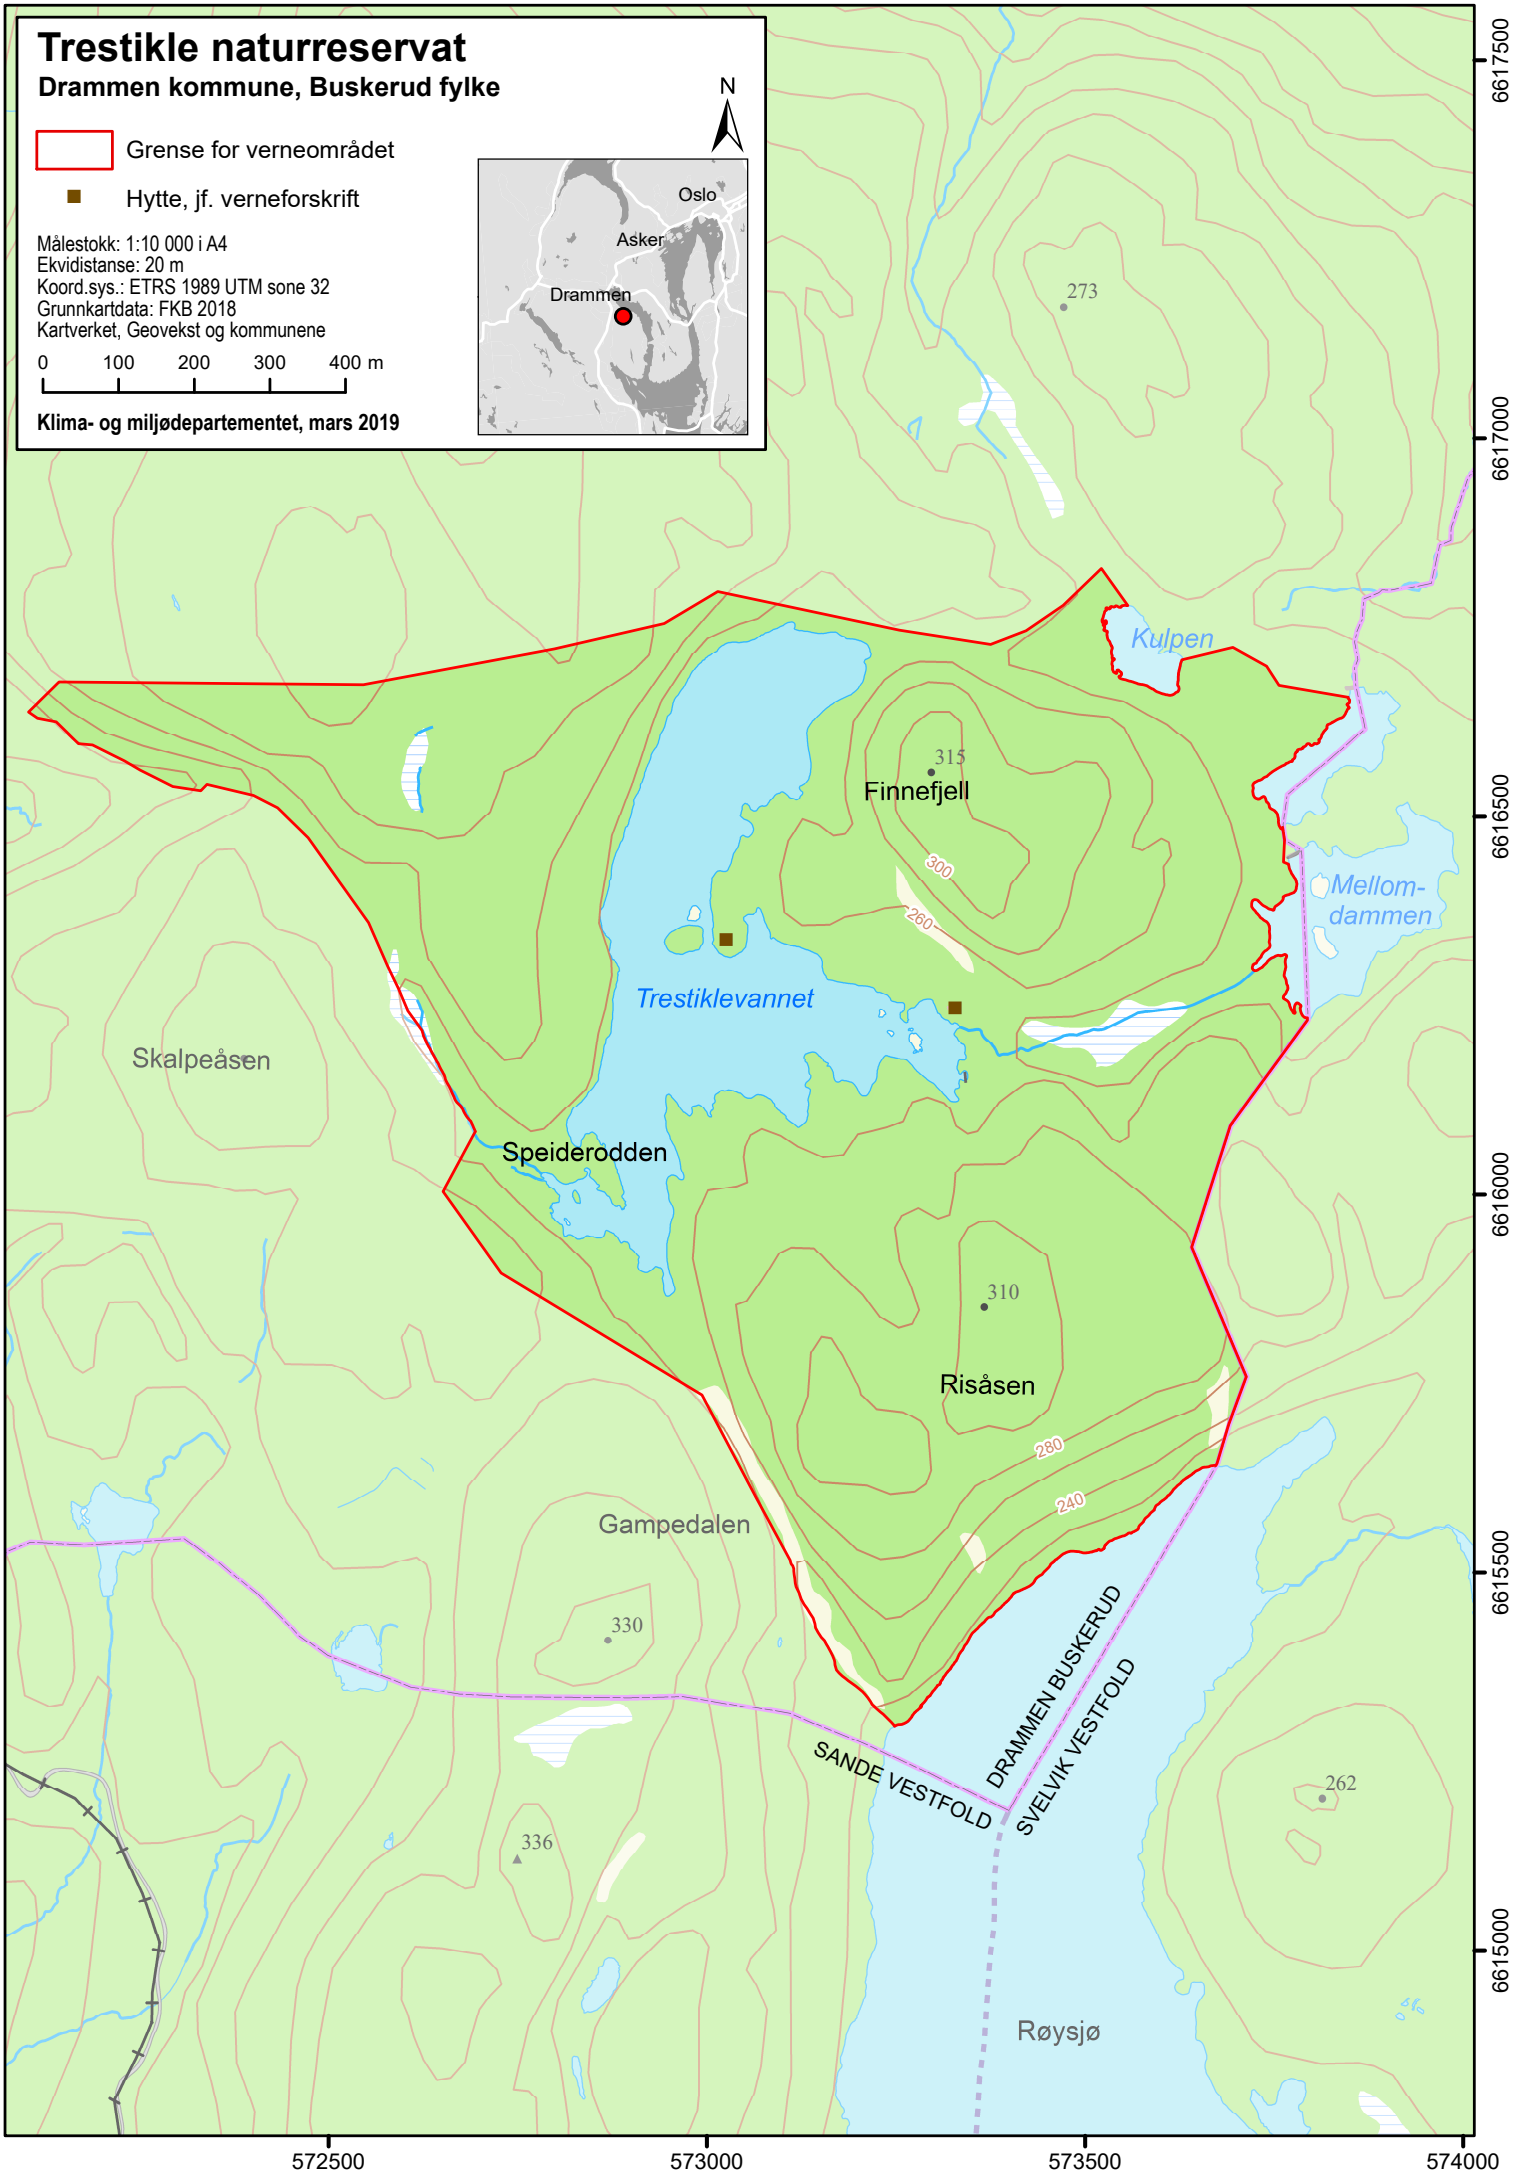 Trestikle naturreservat
Drammen kommune, Buskerud fylke
N
Grense for verneområdet
Hytte, jf. verneforskrift
Målestokk: 1:10 000 i A4
Ekvidistanse: 20 m
Koord.sys.: ETRS 1989 UTM sone 32
Grunnkartdata: FKB 2018
Kartverket, Geovekst og kommunene
0 100 200 300 400 m
Klima- og miljødepartementet, mars 2019
Oslo
Asker
Drammen
6617500
273
6617000
Kulpen
315
Finnefjell
6616500
300
260
Mellom-
dammen
Trestiklevannet
Skalpeåsen
Speiderodden
6616000
310
Risåsen
280
240
Gampedalen
6615500
330
DRAMMEN BUSKERUD
SVELVIK VESTFOLD
SANDE VESTFOLD
262
336
6615000
Røysjø
572500
573000
573500
574000